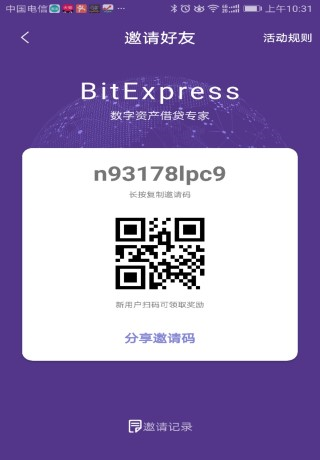 中国电信
上午10:31
邀请好友
活动规则
BitExpress
数字资产借贷专家
n93178lpc9
长按复制邀请码
新用户扫码可领取奖励
分享邀请码
邀请记录